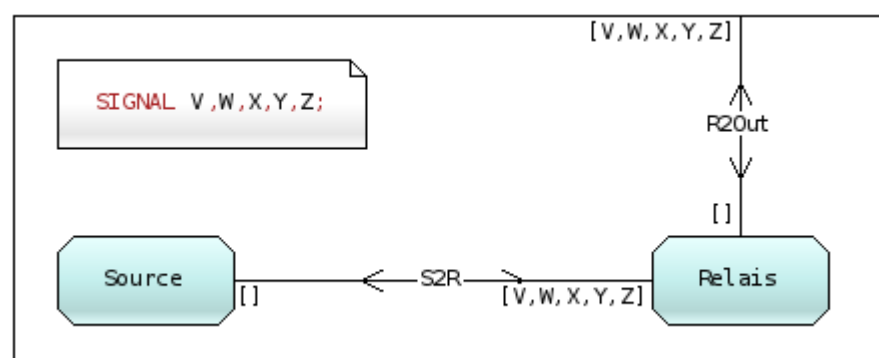 [V,W,X,Y,Z]
SIGNAL V,W,X,Y,Z;
R2Out
[]
Source
S2R
Relais
[]
[V,W,X,Y,Z]